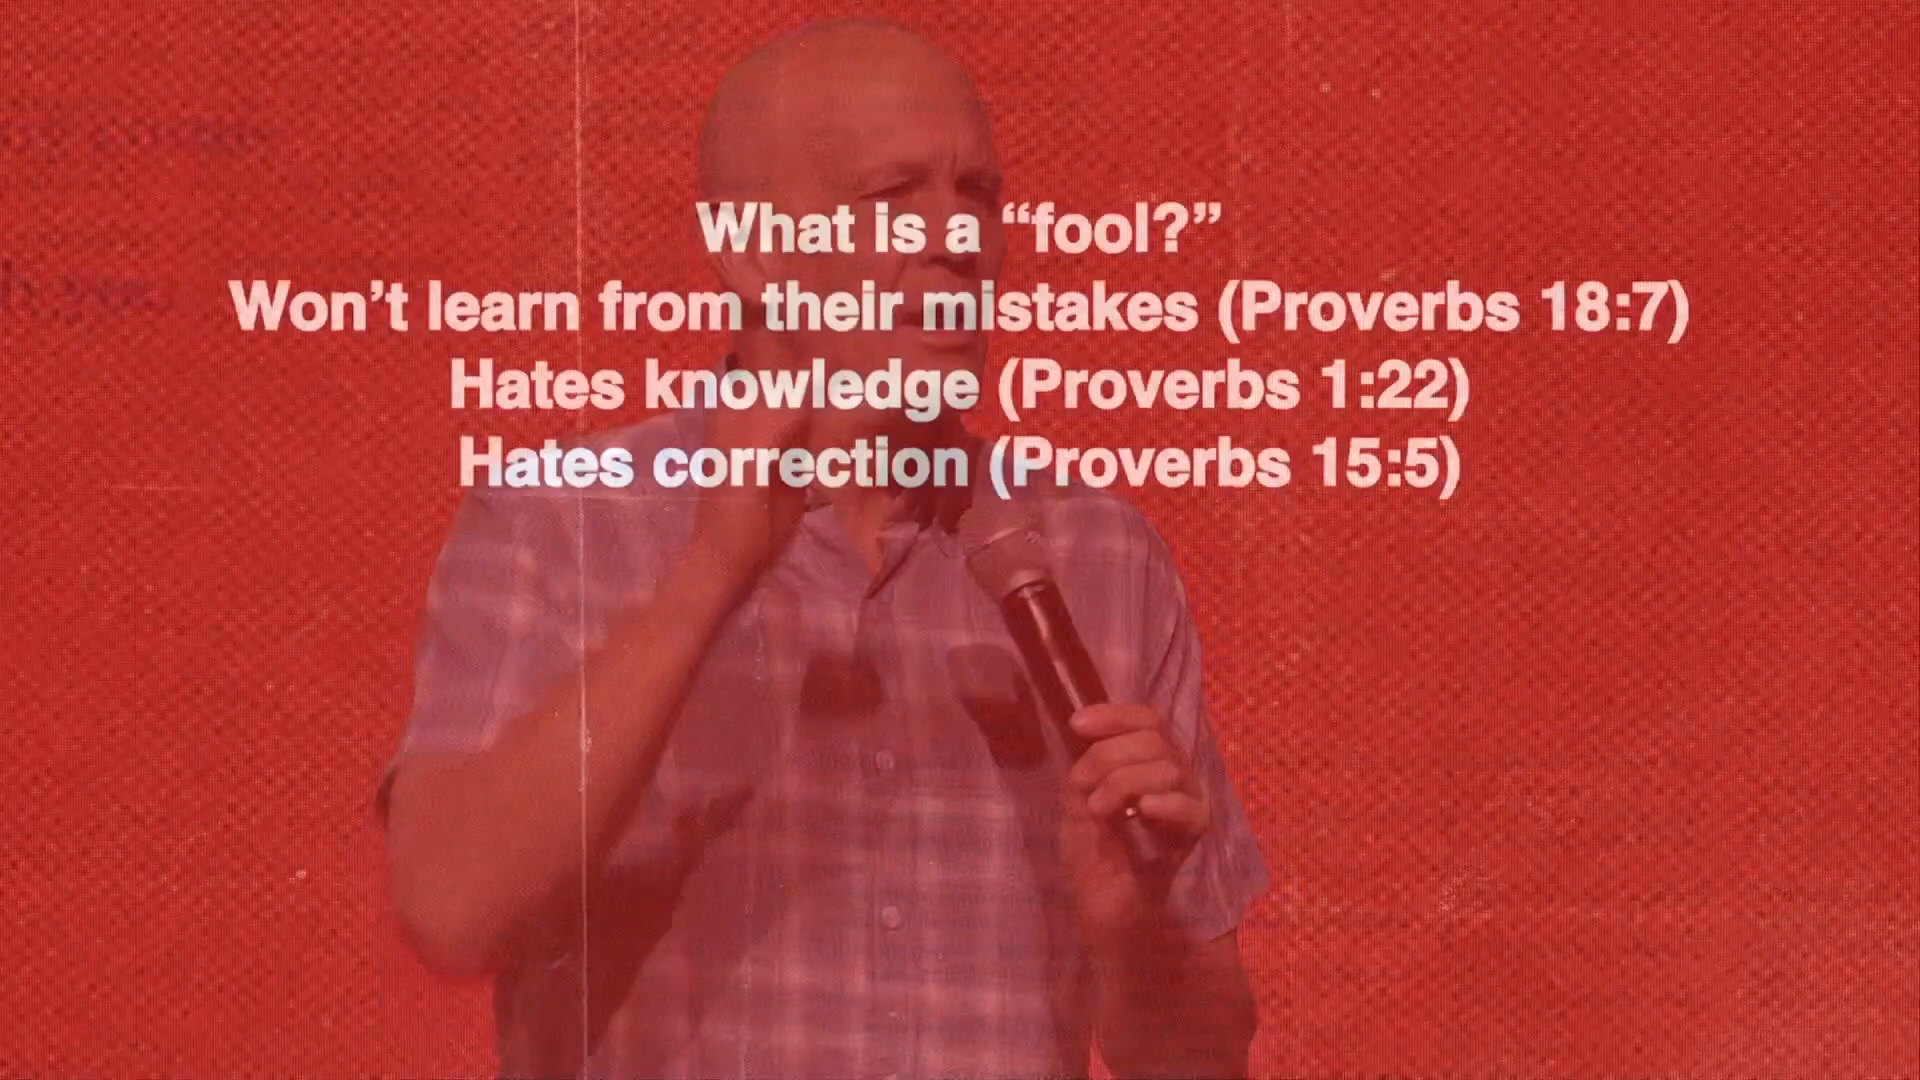 What is a “fool?”
Won’t learn from their mistakes (Proverbs 18:7)
Hates knowledge (Proverbs 1:22)
Hates correction (Proverbs 15:5)